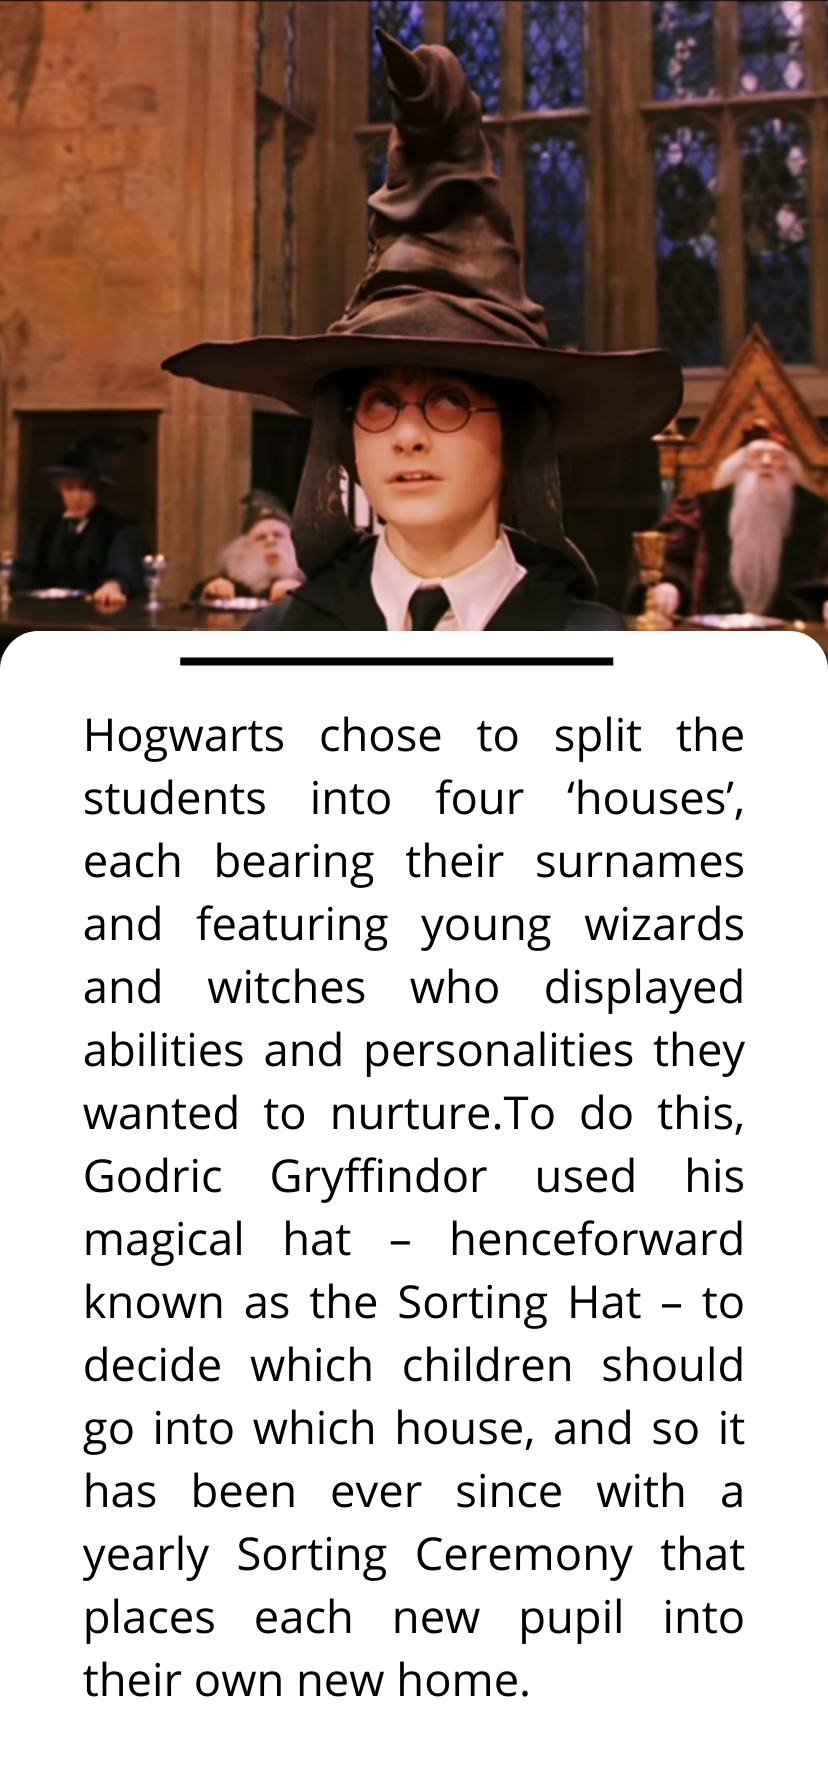 Hogwarts chose to split the
students into four ‘houses’,
each bearing their surnames
and featuring young wizards
and witches who displayed
abilities and personalities they
wanted to nurture.To do this,
Godric Gryffindor used his
magical hat – henceforward
known as the Sorting Hat – to
decide which children should
go into which house, and so it
has been ever since with a
yearly Sorting Ceremony that
places each new pupil into
their own new home.